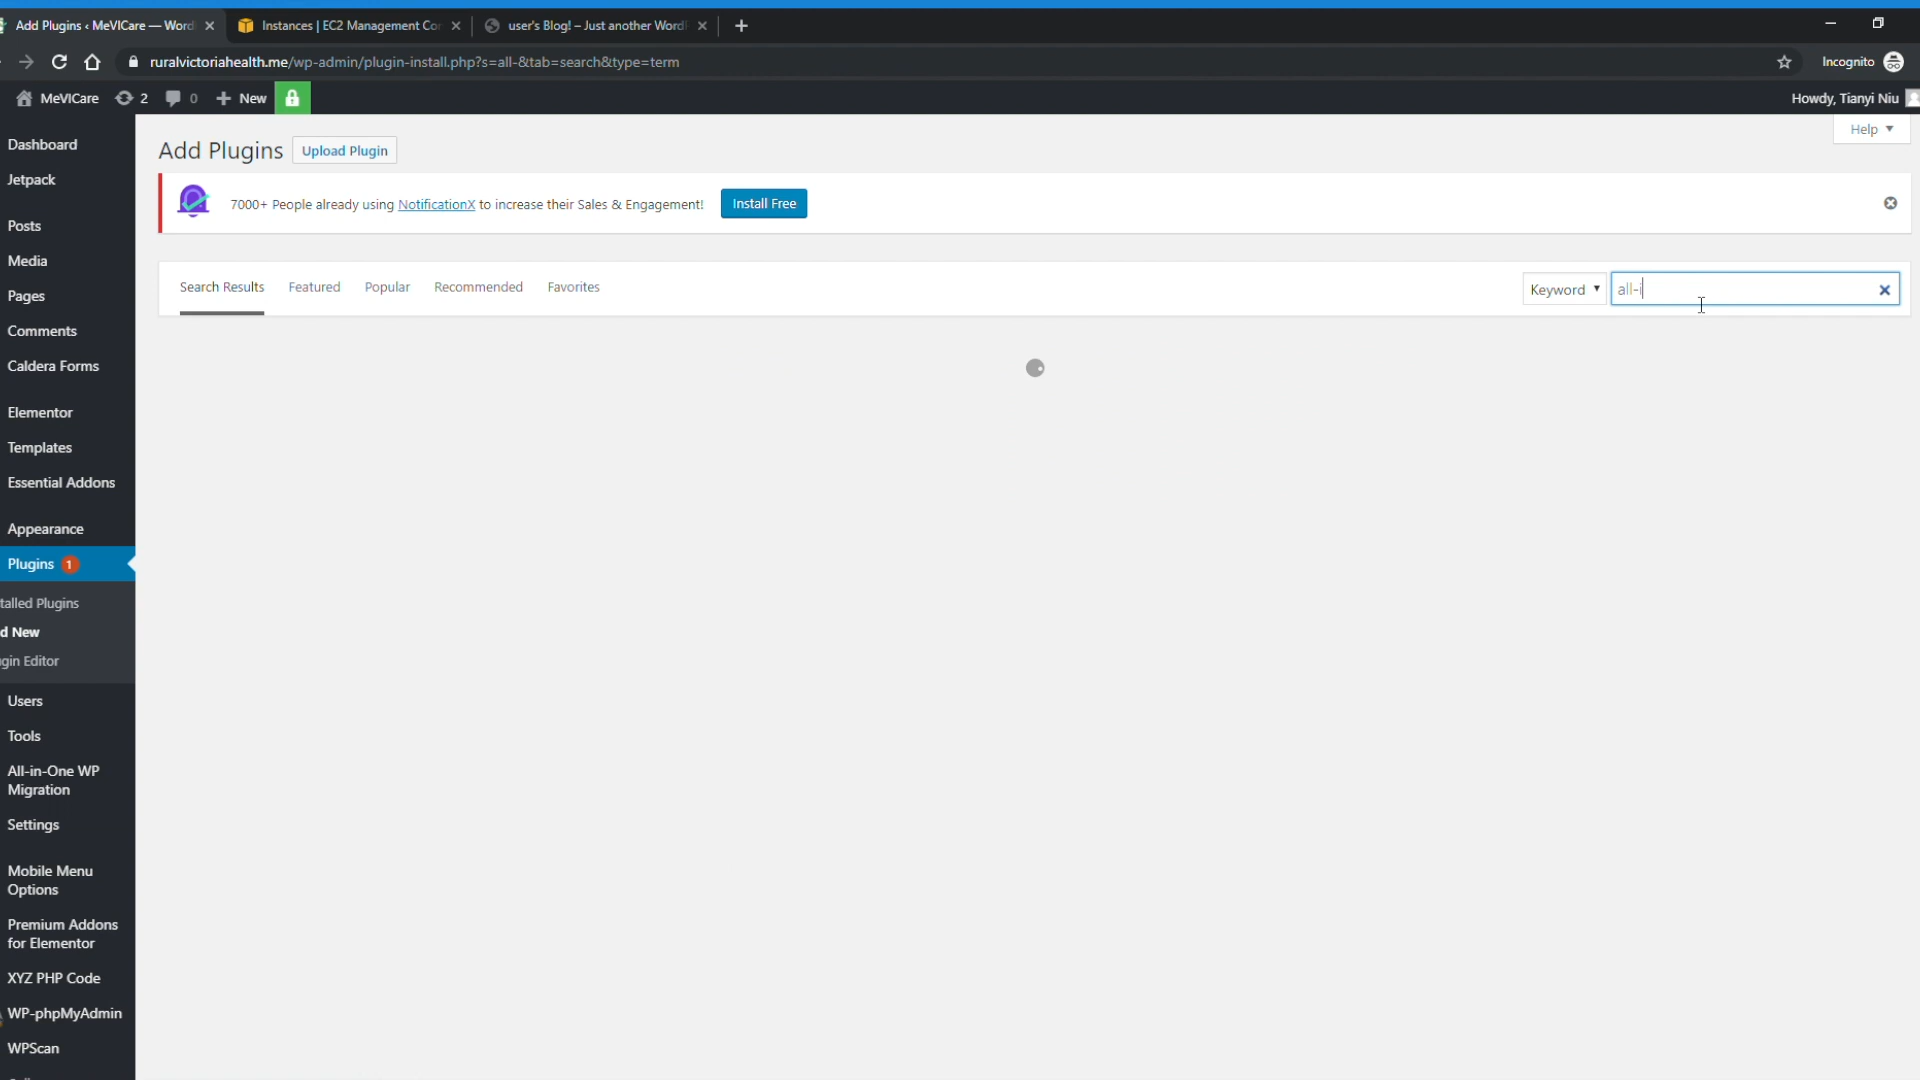 Add Plugins ‹ MeVICare — Word
Instances | EC2 Management Con
user's Blog! – Just another WordP
ruralvictoriahealth.me/wp-admin/plugin-install.php?s=all-&tab=search&type=term
Incognito
MeVICare
2
0
New
Howdy, Tianyi Niu
Help
Add Plugins
Upload Plugin
7000+ People already using NotificationX to increase their Sales & Engagement!
Install Free
Search Results
Featured
Popular
Recommended
Favorites
Keyword
all-i
Dashboard
Jetpack
Posts
Media
Pages
Comments
Caldera Forms
Elementor
Templates
Essential Addons
Appearance
Plugins 1
talled Plugins
d New
gin Editor
Users
Tools
All-in-One WP
Migration
Settings
Mobile Menu
Options
Premium Addons
for Elementor
XYZ PHP Code
WP-phpMyAdmin
WPScan